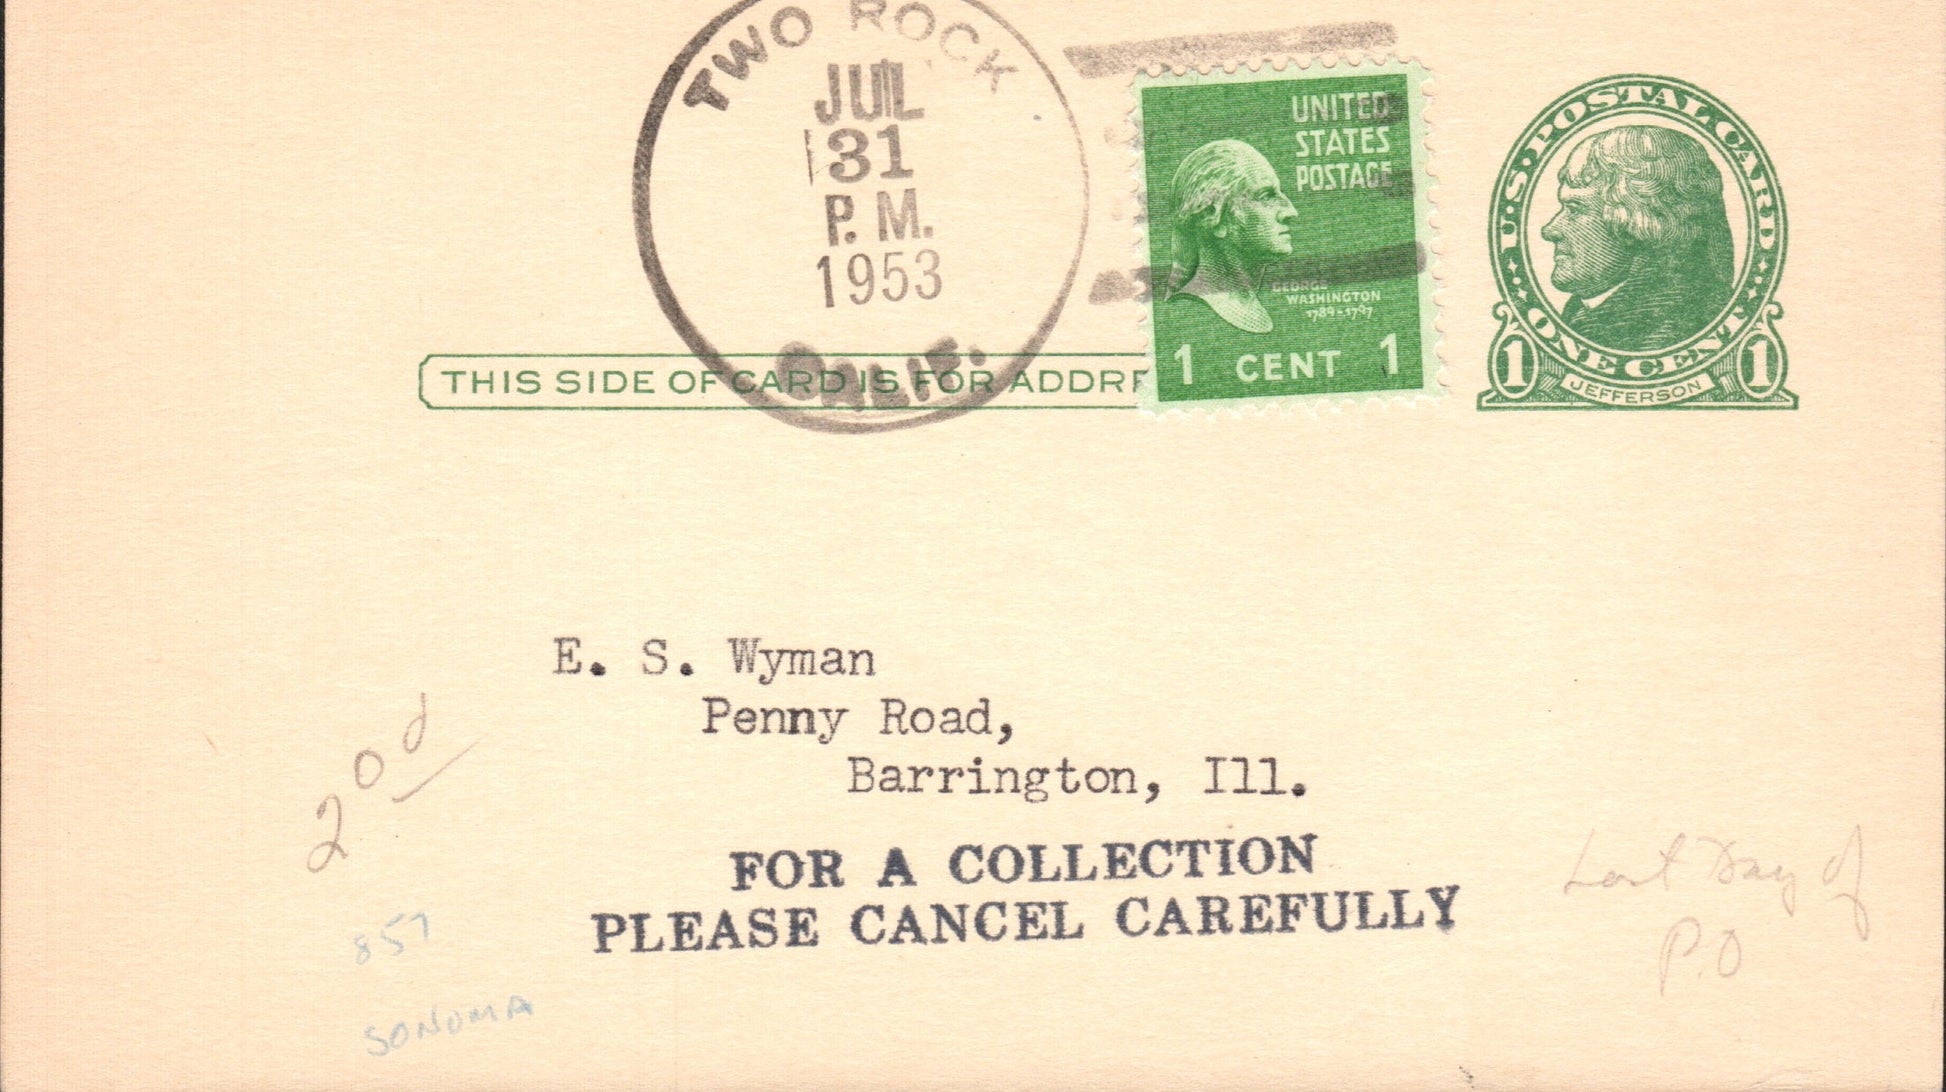 TWO ROCK
JUL
31
P. M.
1953
CALIF.
UNITED
STATES
POSTAGE
GEORGE
WASHINGTON
1789-1797
1 CENT 1
U.S. POSTAL CARD
ONE CENT
1 JEFFERSON 1
THIS SIDE OF CARD IS FOR ADDRE
E. S. Wyman
Penny Road,
Barrington, Ill.
FOR A COLLECTION
PLEASE CANCEL CAREFULLY
Last Day of
P.O
857
SONOMA